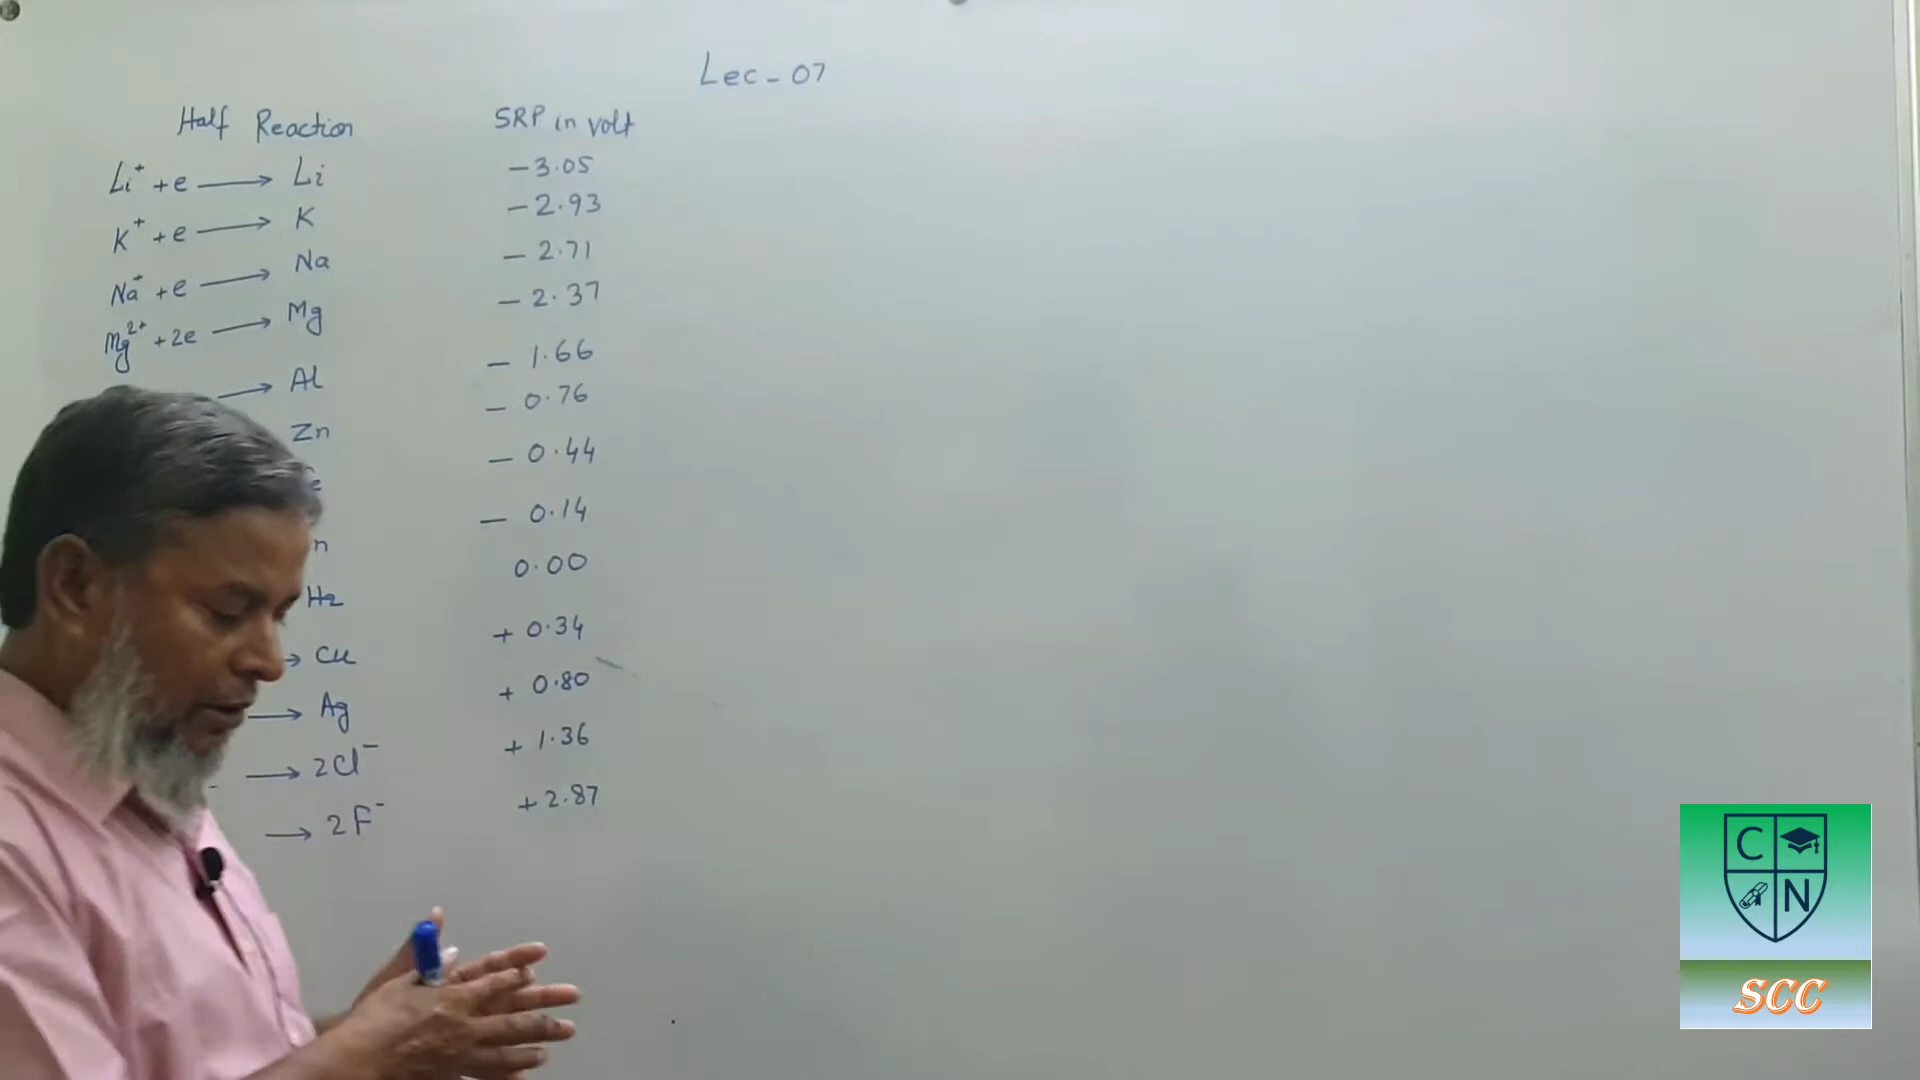 Lec - 07
Half Reaction SRP in volt
Li⁺ + e ⟶ Li - 3.05
K⁺ + e ⟶ K - 2.93
Na⁺ + e ⟶ Na - 2.71
Mg²⁺ + 2e ⟶ Mg - 2.37
⟶ Al - 1.66
Zn - 0.76
e - 0.44
n - 0.14
H₂ 0.00
→ Cu + 0.34
⟶ Ag + 0.80
⟶ 2Cl⁻ + 1.36
⟶ 2F⁻ + 2.87
C
N
SCC